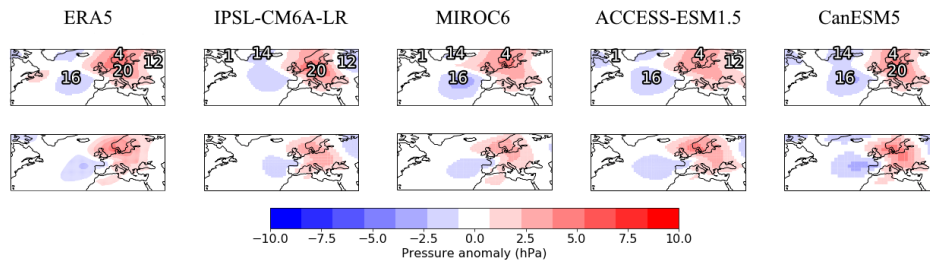 ERA5 IPSL-CM6A-LR MIROC6 ACCESS-ESM1.5 CanESM5
4 12 16 20
1 14 12 20
1 14 4 16
14 4 12 16
14 4 16 20
−10.0 −7.5 −5.0 −2.5 0.0 2.5 5.0 7.5 10.0
Pressure anomaly (hPa)